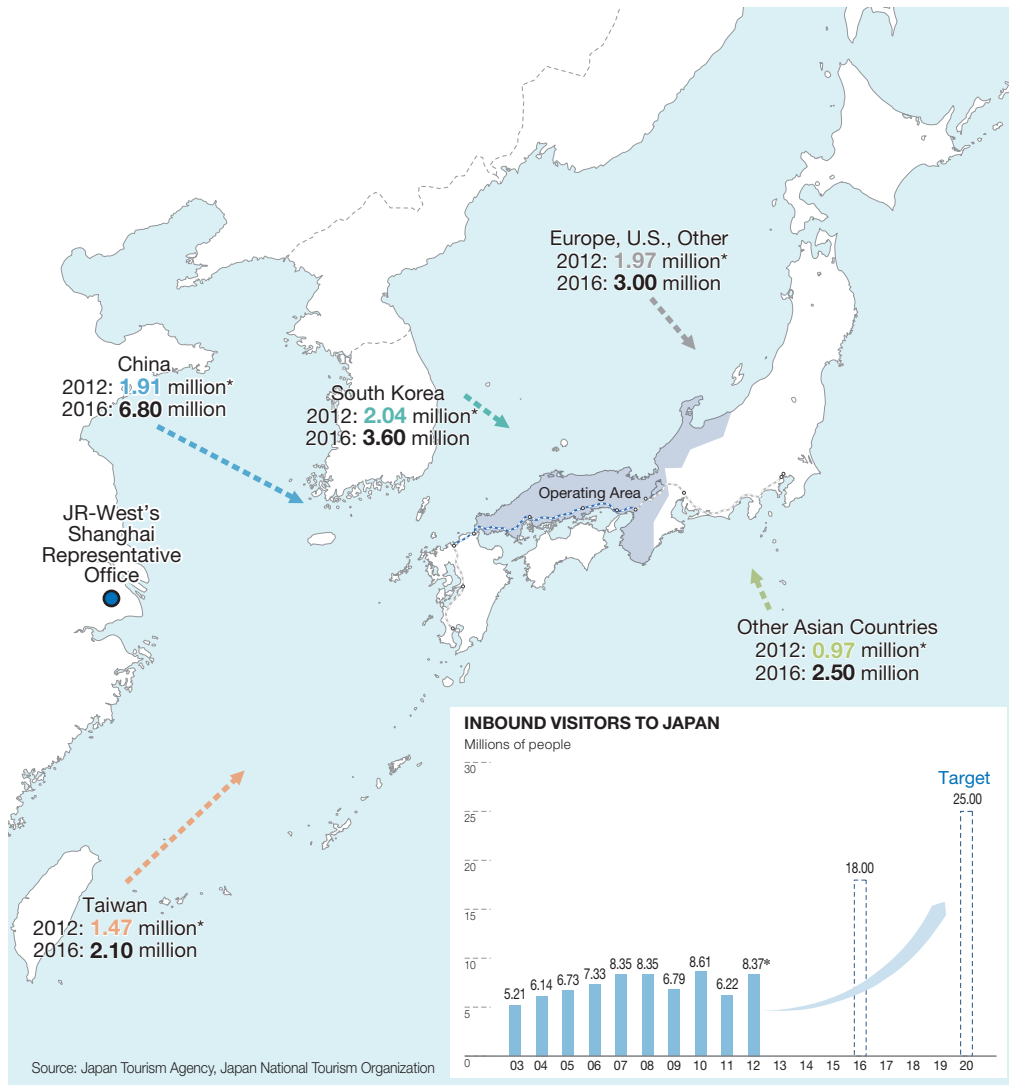 Europe, U.S., Other
2012: 1.97 million*
2016: 3.00 million
China
2012: 1.91 million*
2016: 6.80 million
South Korea
2012: 2.04 million*
2016: 3.60 million
Operating Area
JR-West's
Shanghai
Representative
Office
Other Asian Countries
2012: 0.97 million*
2016: 2.50 million
Taiwan
2012: 1.47 million*
2016: 2.10 million
INBOUND VISITORS TO JAPAN
Millions of people
30
25
20
15
10
5
0
Target
25.00
18.00
5.21 6.14 6.73 7.33 8.35 8.35 6.79 8.61 6.22 8.37*
03 04 05 06 07 08 09 10 11 12 13 14 15 16 17 18 19 20
Source: Japan Tourism Agency, Japan National Tourism Organization